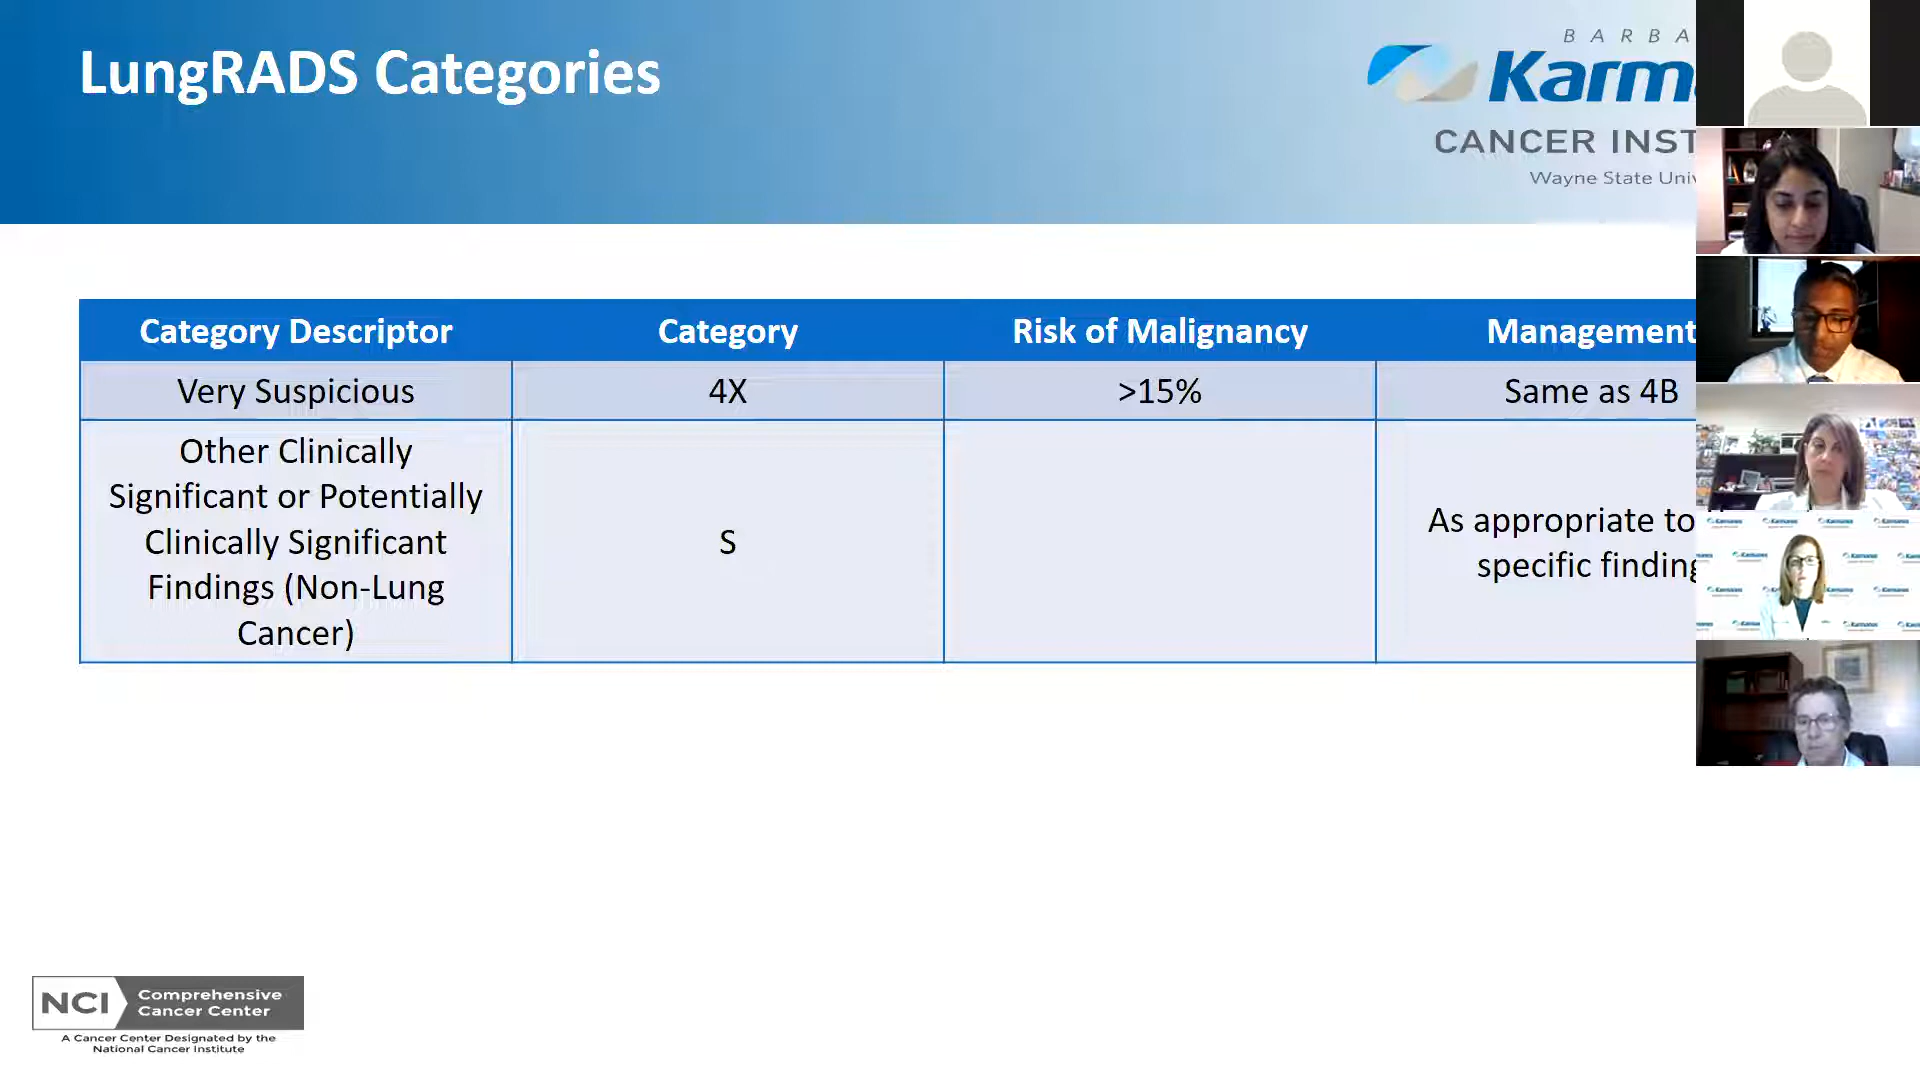 LungRADS Categories
BARBA
Karm
CANCER INST
Wayne State Univ
Category Descriptor
Category
Risk of Malignancy
Management
Very Suspicious
4X
>15%
Same as 4B
Other Clinically
Significant or Potentially
Clinically Significant
Findings (Non-Lung
Cancer)
S
As appropriate to
specific finding
Karmanos
NCI
Comprehensive
Cancer Center
A Cancer Center Designated by the
National Cancer Institute